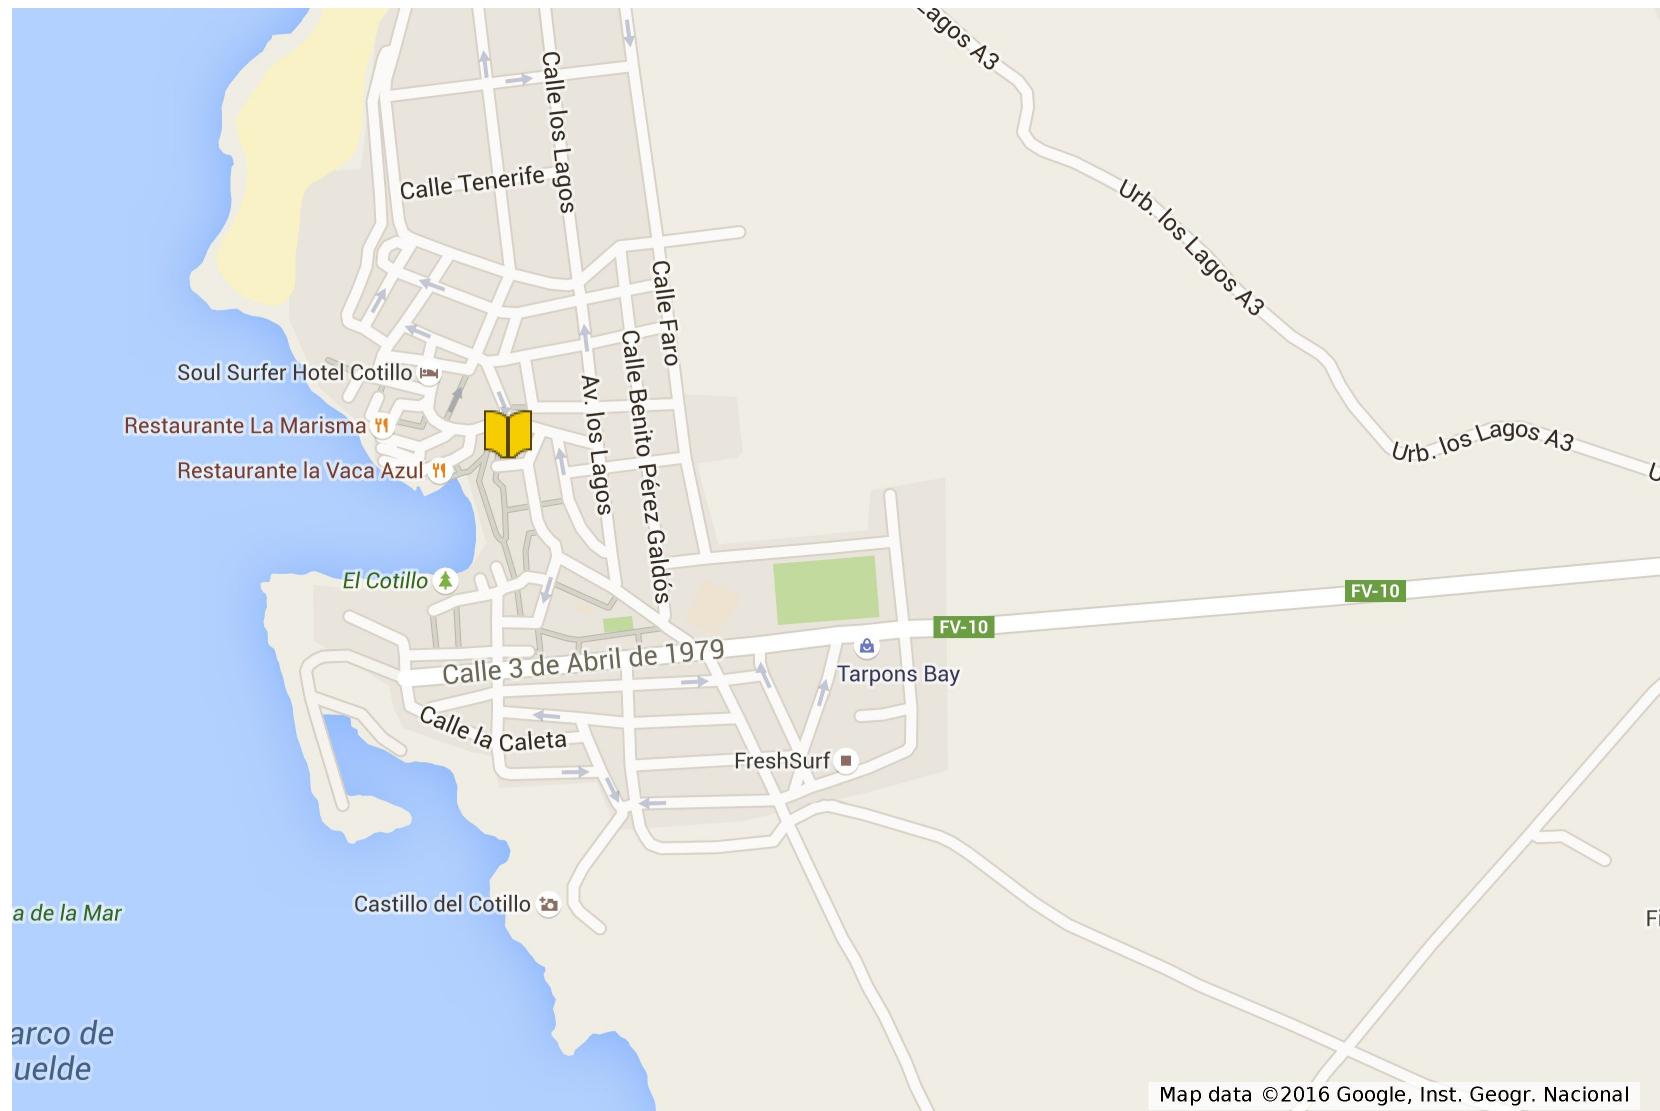 Lagos A3
Calle los Lagos
Calle Tenerife
Urb. los Lagos A3
Calle Faro
Calle Benito Pérez Galdós
Soul Surfer Hotel Cotillo
Av. los Lagos
Restaurante La Marisma
Urb. los Lagos A3
Restaurante la Vaca Azul
El Cotillo
FV-10
FV-10
Calle 3 de Abril de 1979
Tarpons Bay
Calle la Caleta
FreshSurf
Castillo del Cotillo
a de la Mar
arco de
uelde
Map data ©2016 Google, Inst. Geogr. Nacional